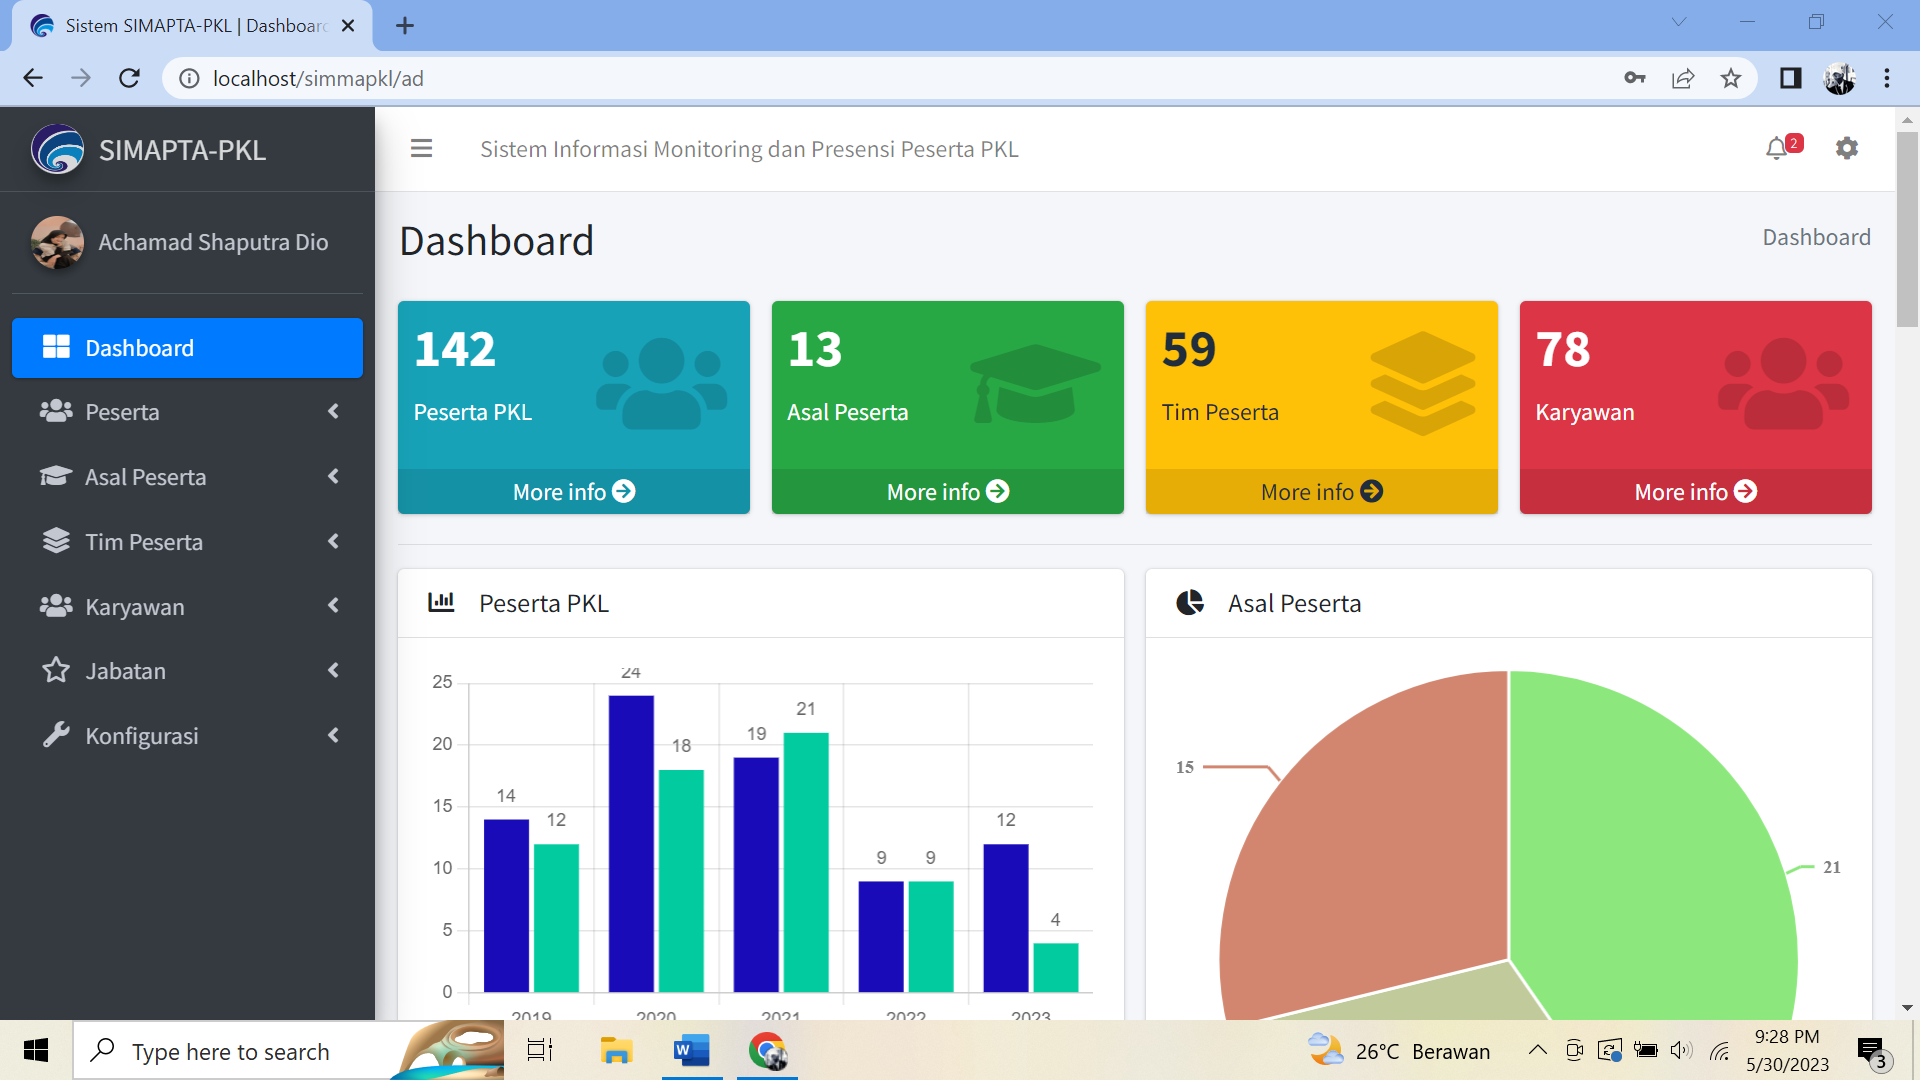 Sistem SIMAPTA-PKL | Dashboar
localhost/simmapkl/ad
SIMAPTA-PKL
Sistem Informasi Monitoring dan Presensi Peserta PKL
2
Achamad Shaputra Dio
Dashboard
Peserta
Asal Peserta
Tim Peserta
Karyawan
Jabatan
Konfigurasi
Dashboard
Dashboard
142
Peserta PKL
More info
13
Asal Peserta
More info
59
Tim Peserta
More info
78
Karyawan
More info
Peserta PKL
25
20
15
10
5
0
14
12
24
18
19
21
9
9
12
4
2019
2020
2021
2022
2023
Asal Peserta
15
21
Type here to search
W
26°C Berawan
9:28 PM
5/30/2023
3